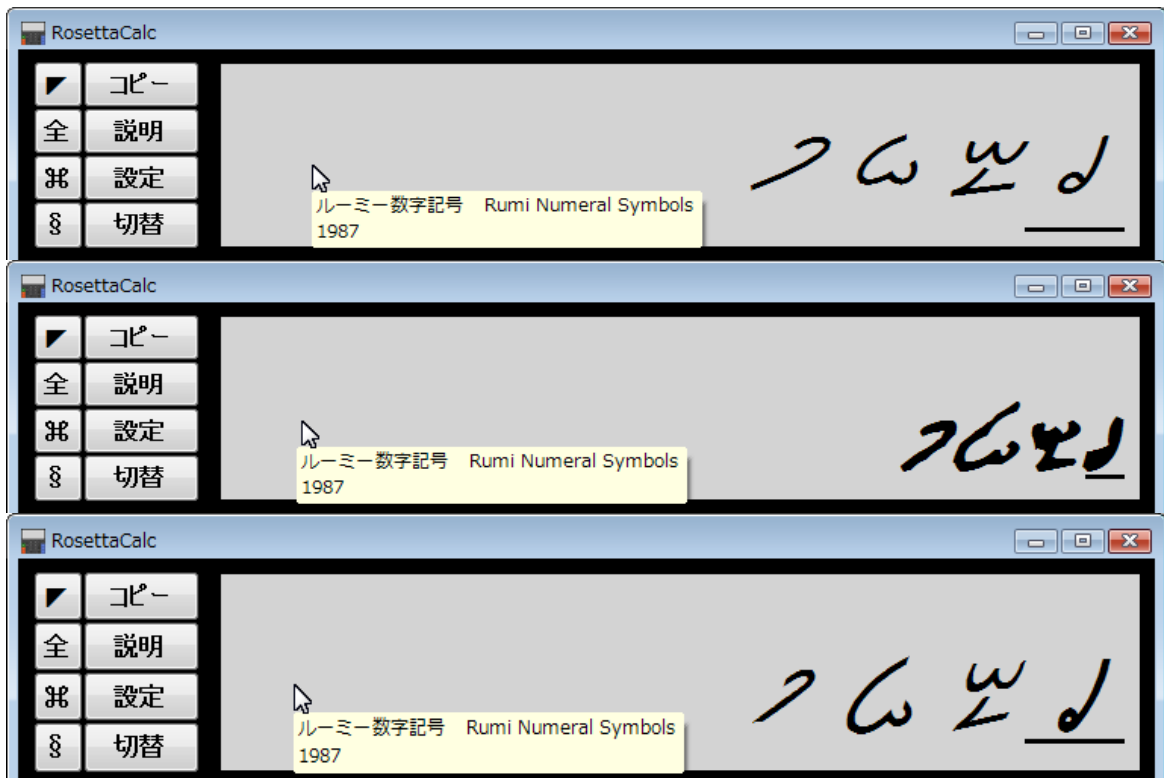 RosettaCalc
◤ コピー
全 説明
⌘ 設定
§ 切替
ルーミー数字記号　Rumi Numeral Symbols
1987
RosettaCalc
◤ コピー
全 説明
⌘ 設定
§ 切替
ルーミー数字記号　Rumi Numeral Symbols
1987
RosettaCalc
◤ コピー
全 説明
⌘ 設定
§ 切替
ルーミー数字記号　Rumi Numeral Symbols
1987